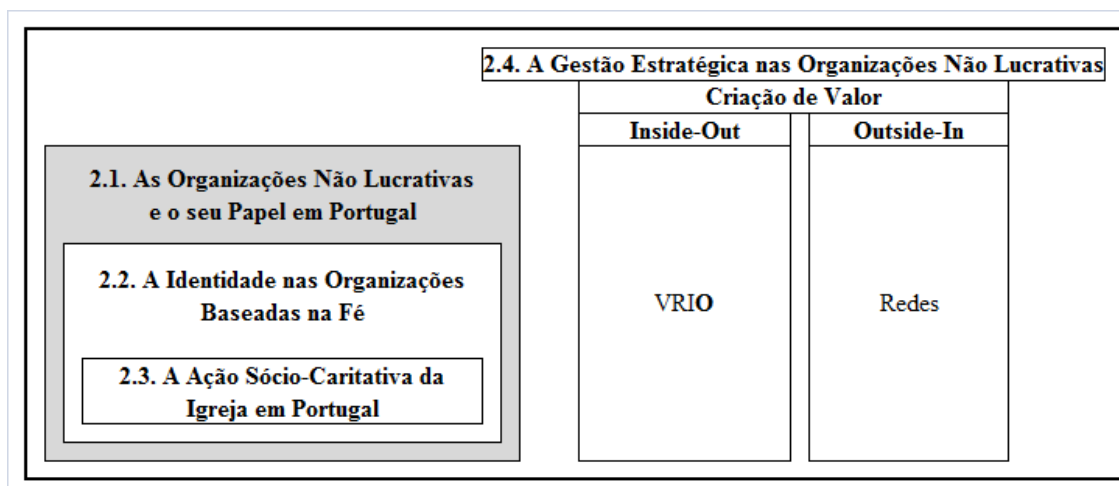 2.4. A Gestão Estratégica nas Organizações Não Lucrativas
Criação de Valor
Inside-Out
Outside-In
2.1. As Organizações Não Lucrativas
e o seu Papel em Portugal
2.2. A Identidade nas Organizações
Baseadas na Fé
2.3. A Ação Sócio-Caritativa da
Igreja em Portugal
VRIO
Redes